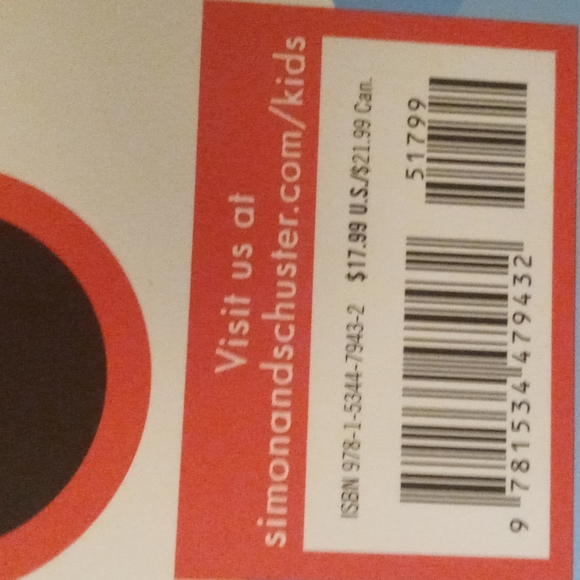 Visit us at
simonandschuster.com/kids
ISBN 978-1-5344-7943-2 $17.99 U.S./$21.99 Can.
51799
9 781534 479432